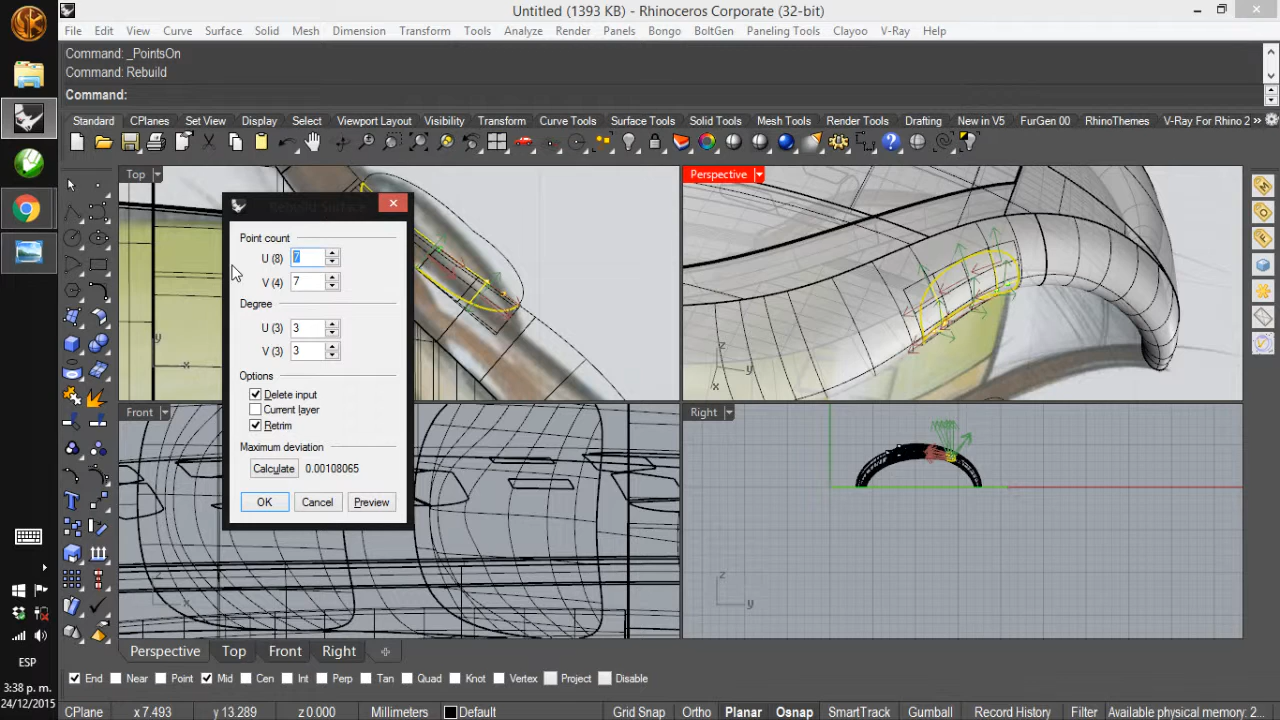 Untitled (1393 KB) - Rhinoceros Corporate (32-bit)
File Edit View Curve Surface Solid Mesh Dimension Transform Tools Analyze Render Panels Bongo BoltGen Paneling Tools Clayoo V-Ray Help
Command: _PointsOn
Command: Rebuild
Command:
Standard CPlanes Set View Display Select Viewport Layout Visibility Transform Curve Tools Surface Tools Solid Tools Mesh Tools Render Tools Drafting New in V5 FurGen 00 RhinoThemes V-Ray For Rhino 2 »
Top
Perspective
Rebuild Surface
Point count
U (8) 7
V (4) 7
Degree
U (3) 3
V (3) 3
Options
Delete input
Current layer
Retrim
Maximum deviation
Calculate 0.00108065
OK Cancel Preview
y
x
z
y
x
Front
Right
z
x
z
y
Perspective Top Front Right
End Near Point Mid Cen Int Perp Tan Quad Knot Vertex Project Disable
CPlane x 7.493 y 13.289 z 0.000 Millimeters Default Grid Snap Ortho Planar Osnap SmartTrack Gumball Record History Filter Available physical memory: 2...
ESP
3:38 p. m.
24/12/2015